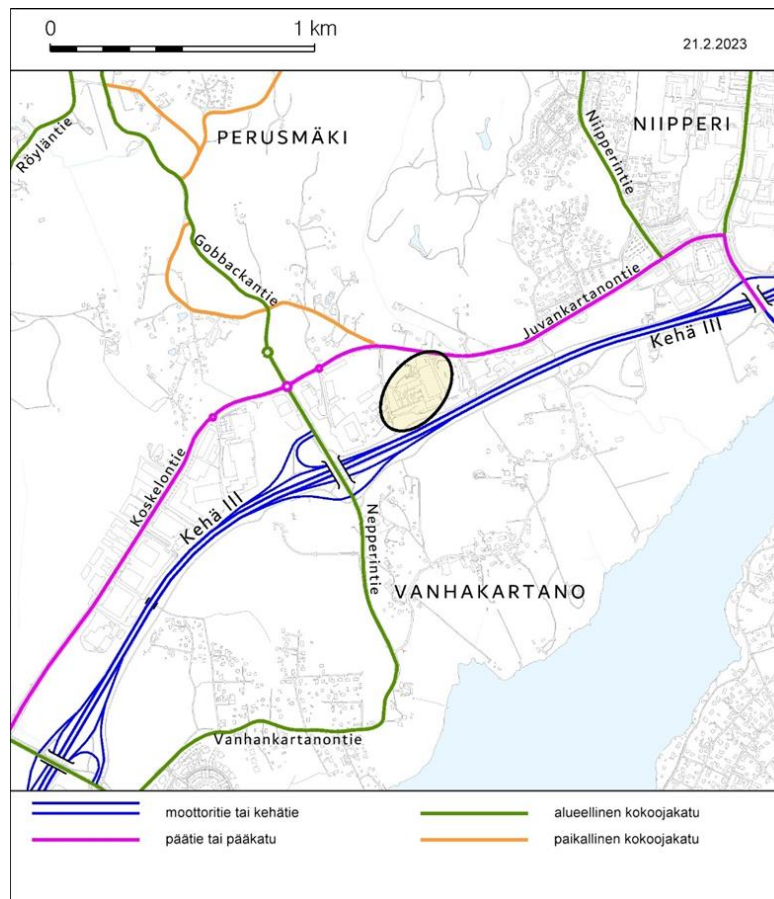 0 1 km
21.2.2023
PERUSMÄKI
NIIPPERI
Röyläntie
Niipperintie
Gobbackantie
Juvankartanontie
Kehä III
Koskelontie
Kehä III
Nepperintie
VANHAKARTANO
Vanhankartanontie
moottoritie tai kehätie
alueellinen kokoojakatu
päätie tai pääkatu
paikallinen kokoojakatu